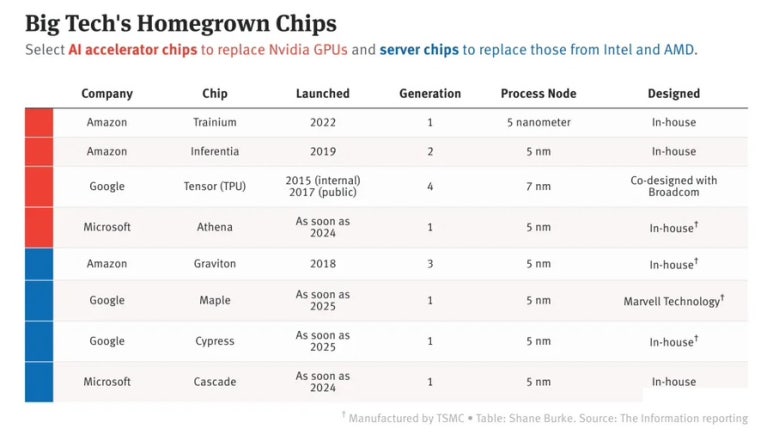 Big Tech's Homegrown Chips
Select AI accelerator chips to replace Nvidia GPUs and server chips to replace those from Intel and AMD.
Company Chip Launched Generation Process Node Designed
Amazon Trainium 2022 1 5 nanometer In-house
Amazon Inferentia 2019 2 5 nm In-house
Google Tensor (TPU) 2015 (internal) 4 7 nm Co-designed with
2017 (public) Broadcom
Microsoft Athena As soon as 1 5 nm In-house†
2024
Amazon Graviton 2018 3 5 nm In-house†
Google Maple As soon as 1 5 nm Marvell Technology†
2025
Google Cypress As soon as 1 5 nm In-house†
2025
Microsoft Cascade As soon as 1 5 nm In-house
2024
† Manufactured by TSMC • Table: Shane Burke. Source: The Information reporting